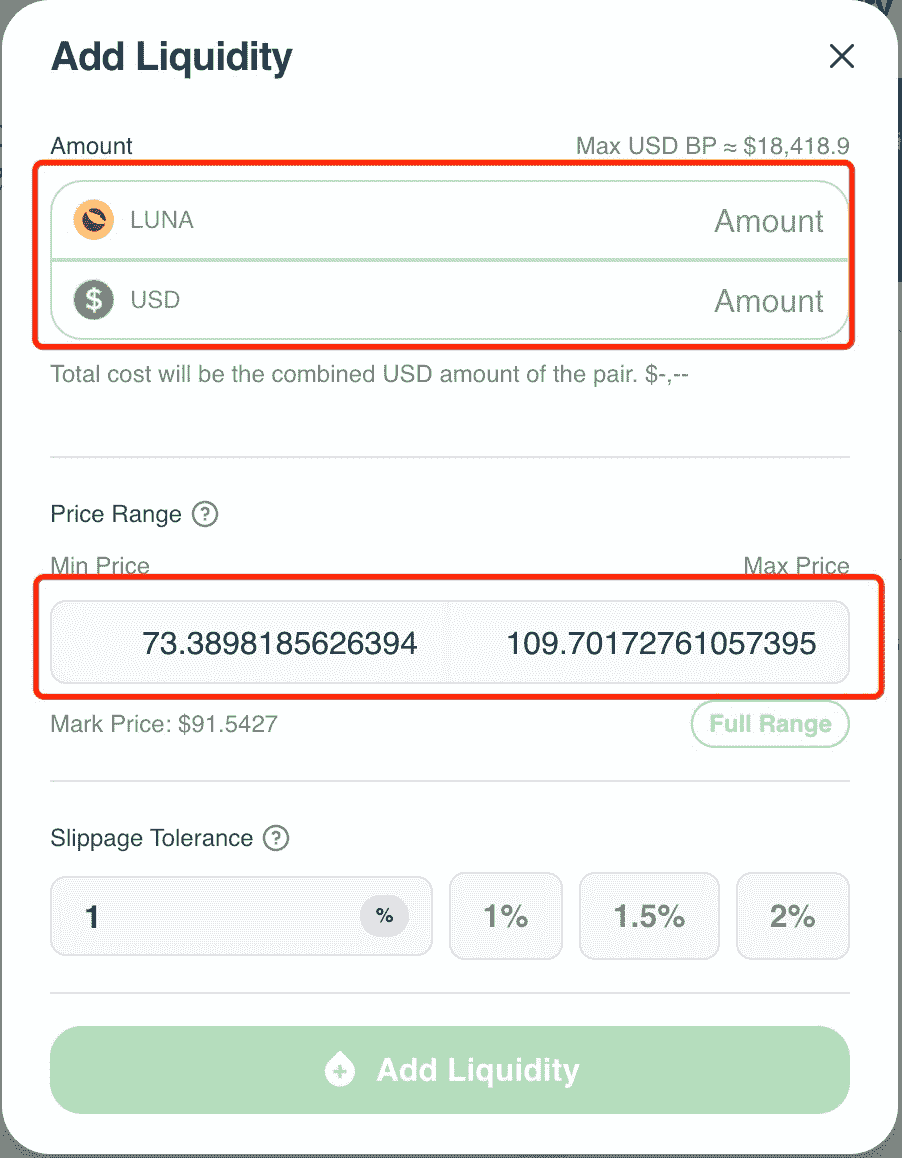 Add Liquidity
Amount
Max USD BP ≈ $18,418.9
LUNA
Amount
$ USD
Amount
Total cost will be the combined USD amount of the pair. $-,--
Price Range ?
Min Price
Max Price
73.3898185626394
109.70172761057395
Mark Price: $91.5427
Full Range
Slippage Tolerance ?
1
%
1%
1.5%
2%
Add Liquidity